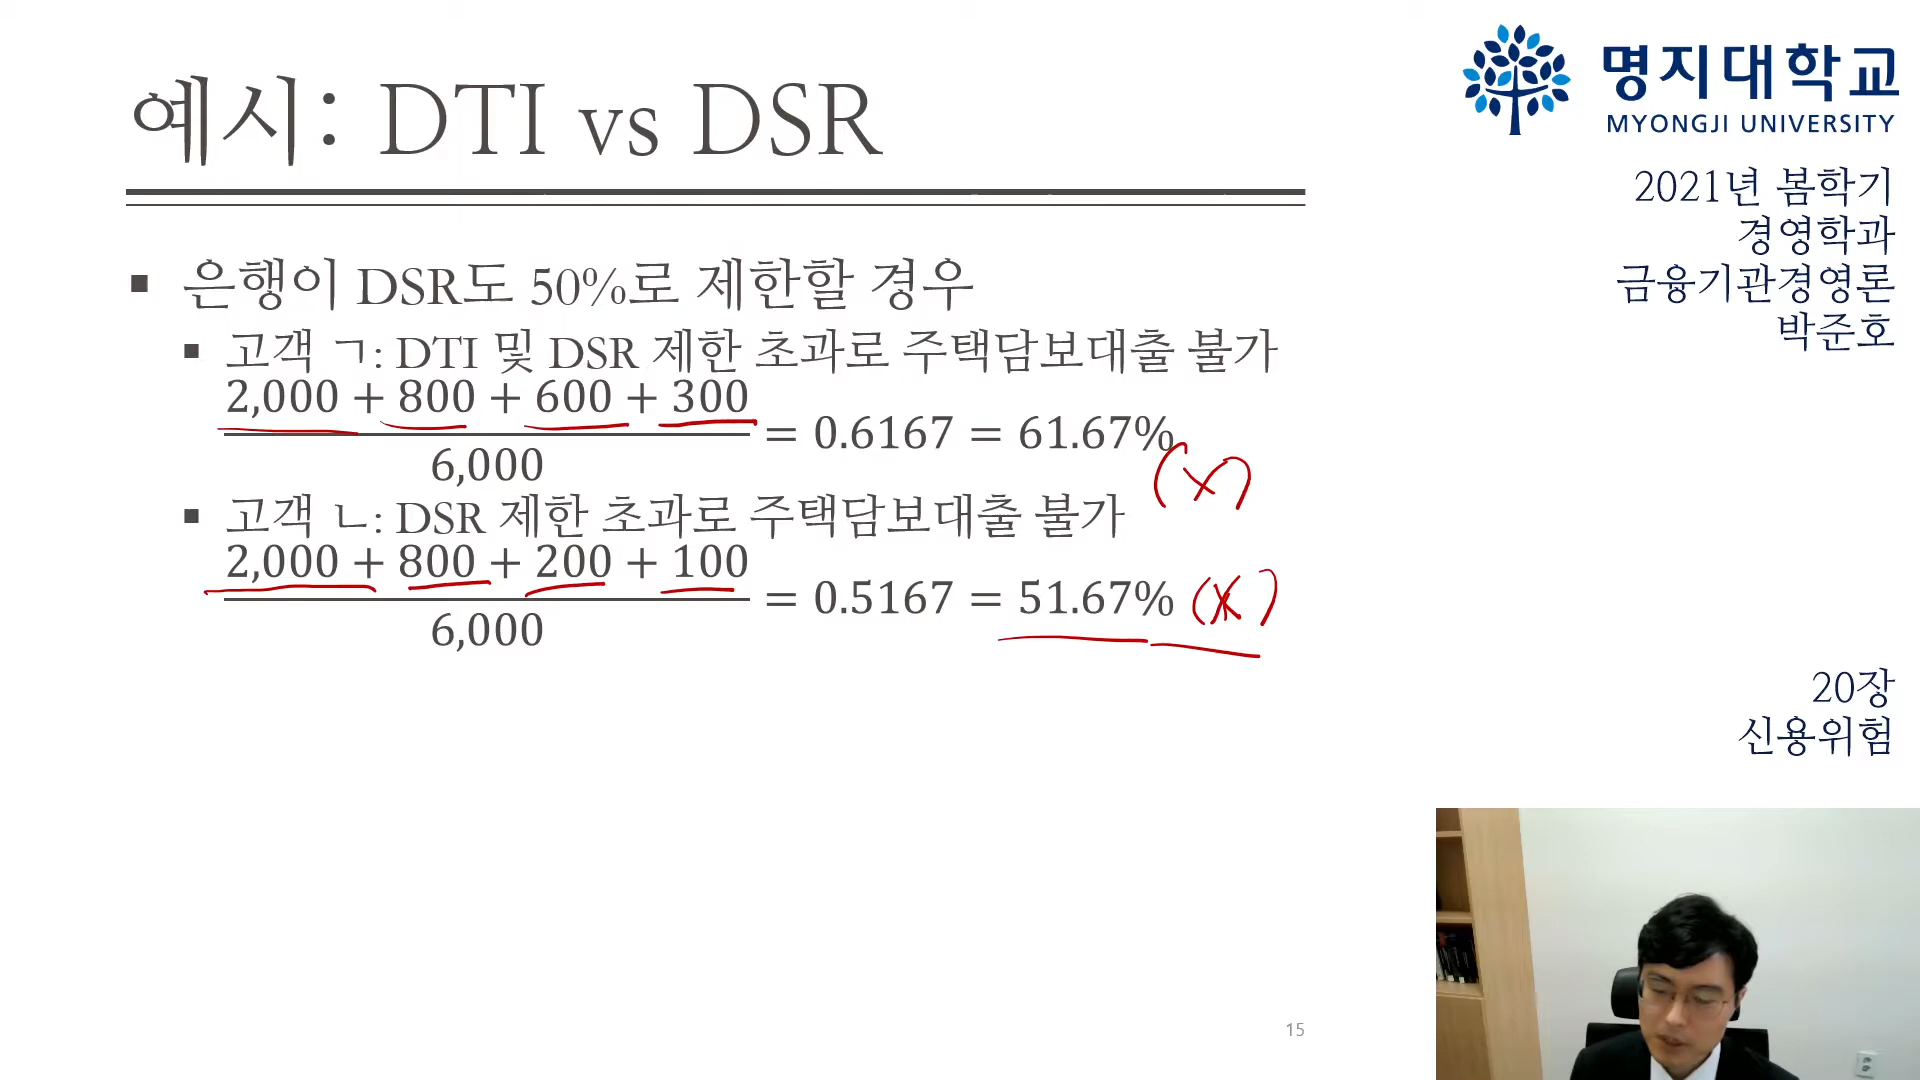 예시: DTI vs DSR
▪ 은행이 DSR도 50%로 제한할 경우
▪ 고객 ㄱ: DTI 및 DSR 제한 초과로 주택담보대출 불가
2,000 + 800 + 600 + 300
6,000
= 0.6167 = 61.67%
(×)
▪ 고객 ㄴ: DSR 제한 초과로 주택담보대출 불가
2,000 + 800 + 200 + 100
6,000
= 0.5167 = 51.67%
(×)
15
명지대학교
MYONGJI UNIVERSITY
2021년 봄학기
경영학과
금융기관경영론
박준호
20장
신용위험